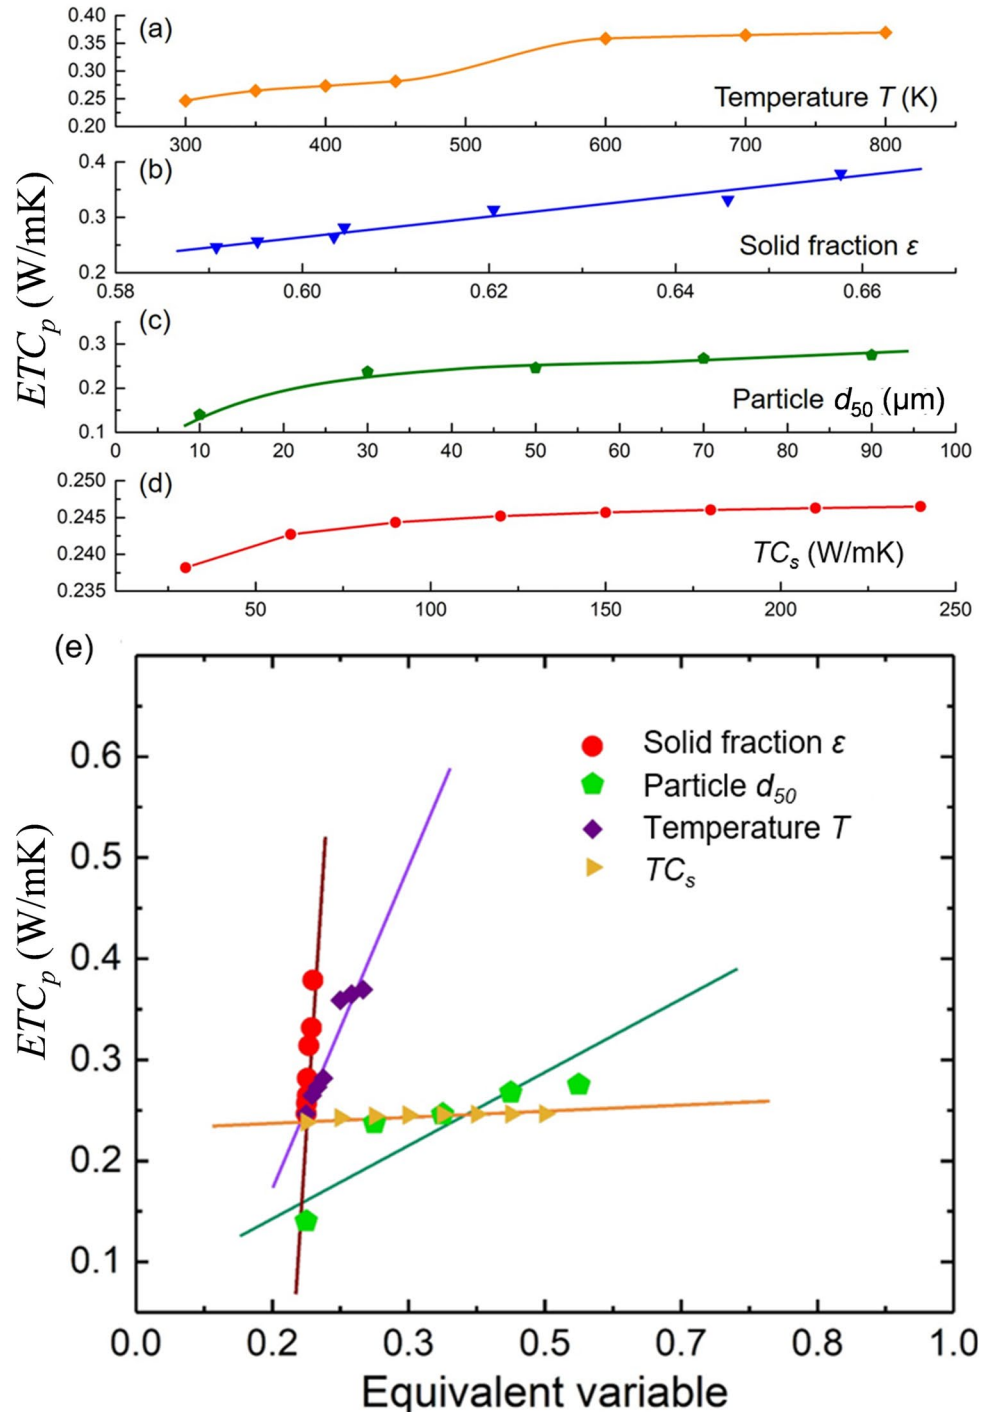 (a)
0.40
0.35
0.30
0.25
0.20
Temperature T (K)
300 400 500 600 700 800
(b)
0.4
0.3
0.2
Solid fraction ε
0.58 0.60 0.62 0.64 0.66
ETCp (W/mK)
(c)
0.3
0.2
0.1
Particle d50 (μm)
0 10 20 30 40 50 60 70 80 90 100
(d)
0.250
0.245
0.240
0.235
TCs (W/mK)
50 100 150 200 250
(e)
Solid fraction ε
Particle d50
Temperature T
TCs
0.6
0.5
0.4
0.3
0.2
0.1
ETCp (W/mK)
0.0 0.2 0.3 0.5 0.7 0.8 1.0
Equivalent variable